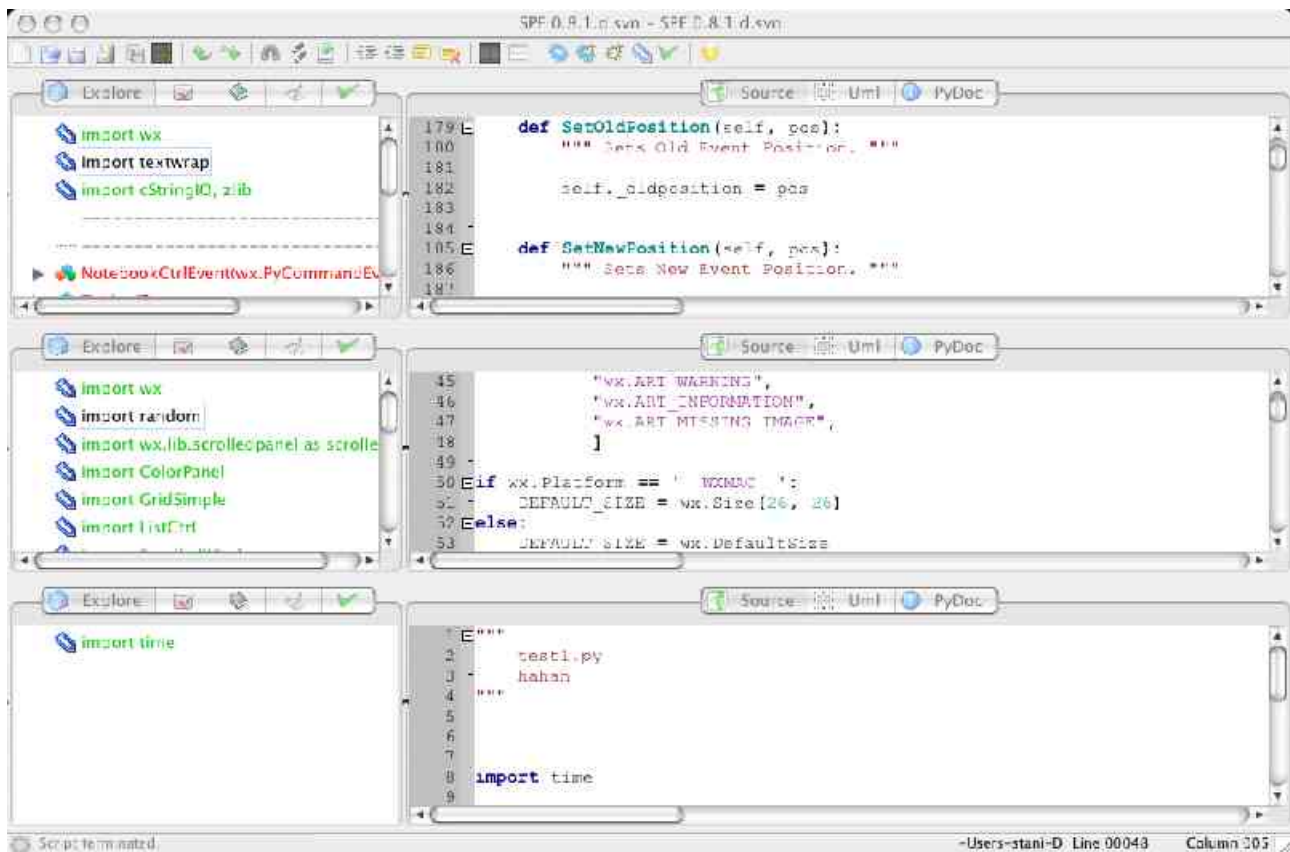 SPE 0.8.1.d.svn - SPE 0.8.1.d.svn
Explore
Source Uml PyDoc
import wx
import textwrap
import cStringIO, zlib
NotebookCtrlEvent(wx.PyCommandEv
179 def SetOldPosition(self, pos):
180 """ Sets Old Event Position. """
181
182 self._oldposition = pos
183
184
185 def SetNewPosition(self, pos):
186 """ Sets New Event Position. """
187
Explore
Source Uml PyDoc
import wx
import random
import wx.lib.scrolledpanel as scrolle
import ColorPanel
import GridSimple
import ListCtrl
45 "wx.ART_WARNING",
46 "wx.ART_INFORMATION",
47 "wx.ART_MISSING_IMAGE",
48 ]
49
50 if wx.Platform == '__WXMAC__':
51 DEFAULT_SIZE = wx.Size(26, 26)
52 else:
53 DEFAULT_SIZE = wx.DefaultSize
Explore
Source Uml PyDoc
import time
1 """
2 test1.py
3 hahah
4 """
5
6
7
8 import time
9
Script terminated.
-Users-stani-D Line 00048 Column 005